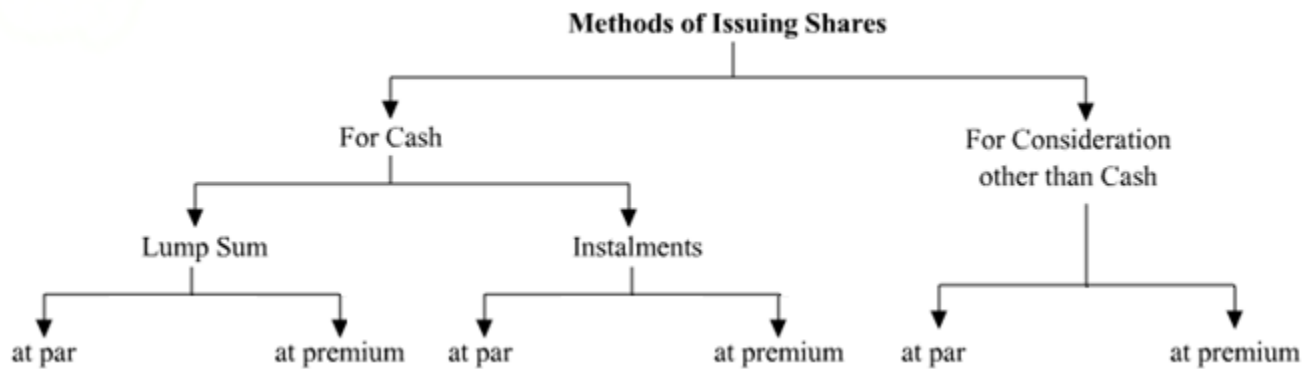 Methods of Issuing Shares
For Cash
For Consideration
other than Cash
Lump Sum
Instalments
at par
at premium
at par
at premium
at par
at premium